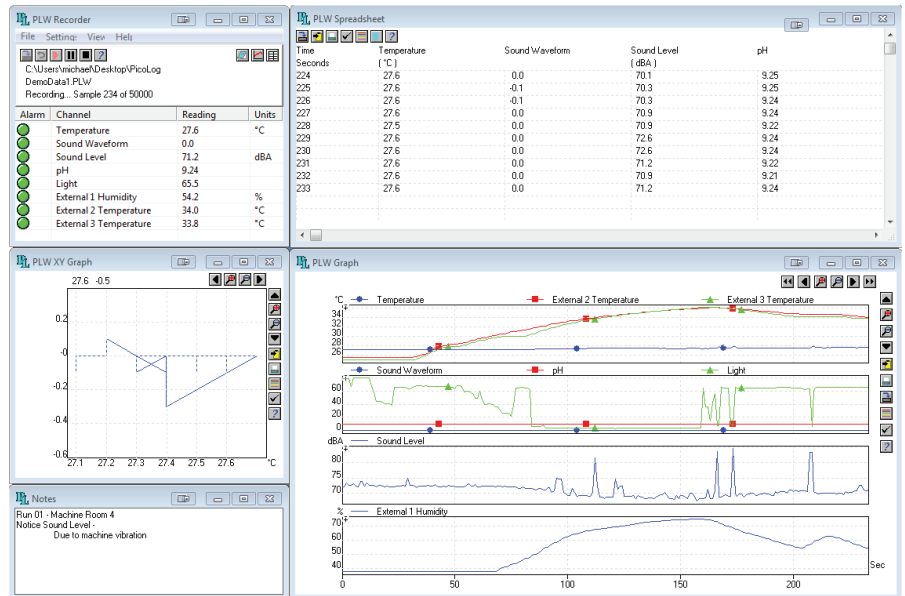 PLW Recorder
File Settings View Help
C:\Users\michael\Desktop\PicoLog
DemoData1.PLW
Recording... Sample 234 of 50000
Alarm Channel Reading Units
Temperature 27.6 °C
Sound Waveform 0.0
Sound Level 71.2 dBA
pH 9.24
Light 65.5
External 1 Humidity 54.2 %
External 2 Temperature 34.0 °C
External 3 Temperature 33.8 °C
PLW Spreadsheet
Time Temperature Sound Waveform Sound Level pH
Seconds (°C) (dBA)
224 27.6 0.0 70.1 9.25
225 27.6 -0.1 70.3 9.25
226 27.6 -0.1 70.3 9.24
227 27.6 0.0 70.9 9.24
228 27.5 0.0 70.9 9.22
229 27.6 0.0 72.6 9.24
230 27.6 0.0 72.6 9.24
231 27.6 0.0 71.2 9.22
232 27.6 0.0 70.9 9.21
233 27.6 0.0 71.2 9.24
PLW XY Graph
27.6 -0.5
0.2
-0
-0.2
-0.4
-0.6
27.1 27.2 27.3 27.4 27.5 27.6 °C
Notes
Run 01 - Machine Room 4
Notice Sound Level -
Due to machine vibration
PLW Graph
°C Temperature External 2 Temperature External 3 Temperature
34
32
30
28
26
Sound Waveform pH Light
60
40
20
0
dBA Sound Level
80
75
70
% External 1 Humidity
70
60
50
40
0 50 100 150 200 Sec